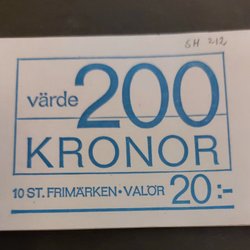 SH 212
värde 200
KRONOR
10 ST. FRIMÄRKEN • VALÖR 20:-